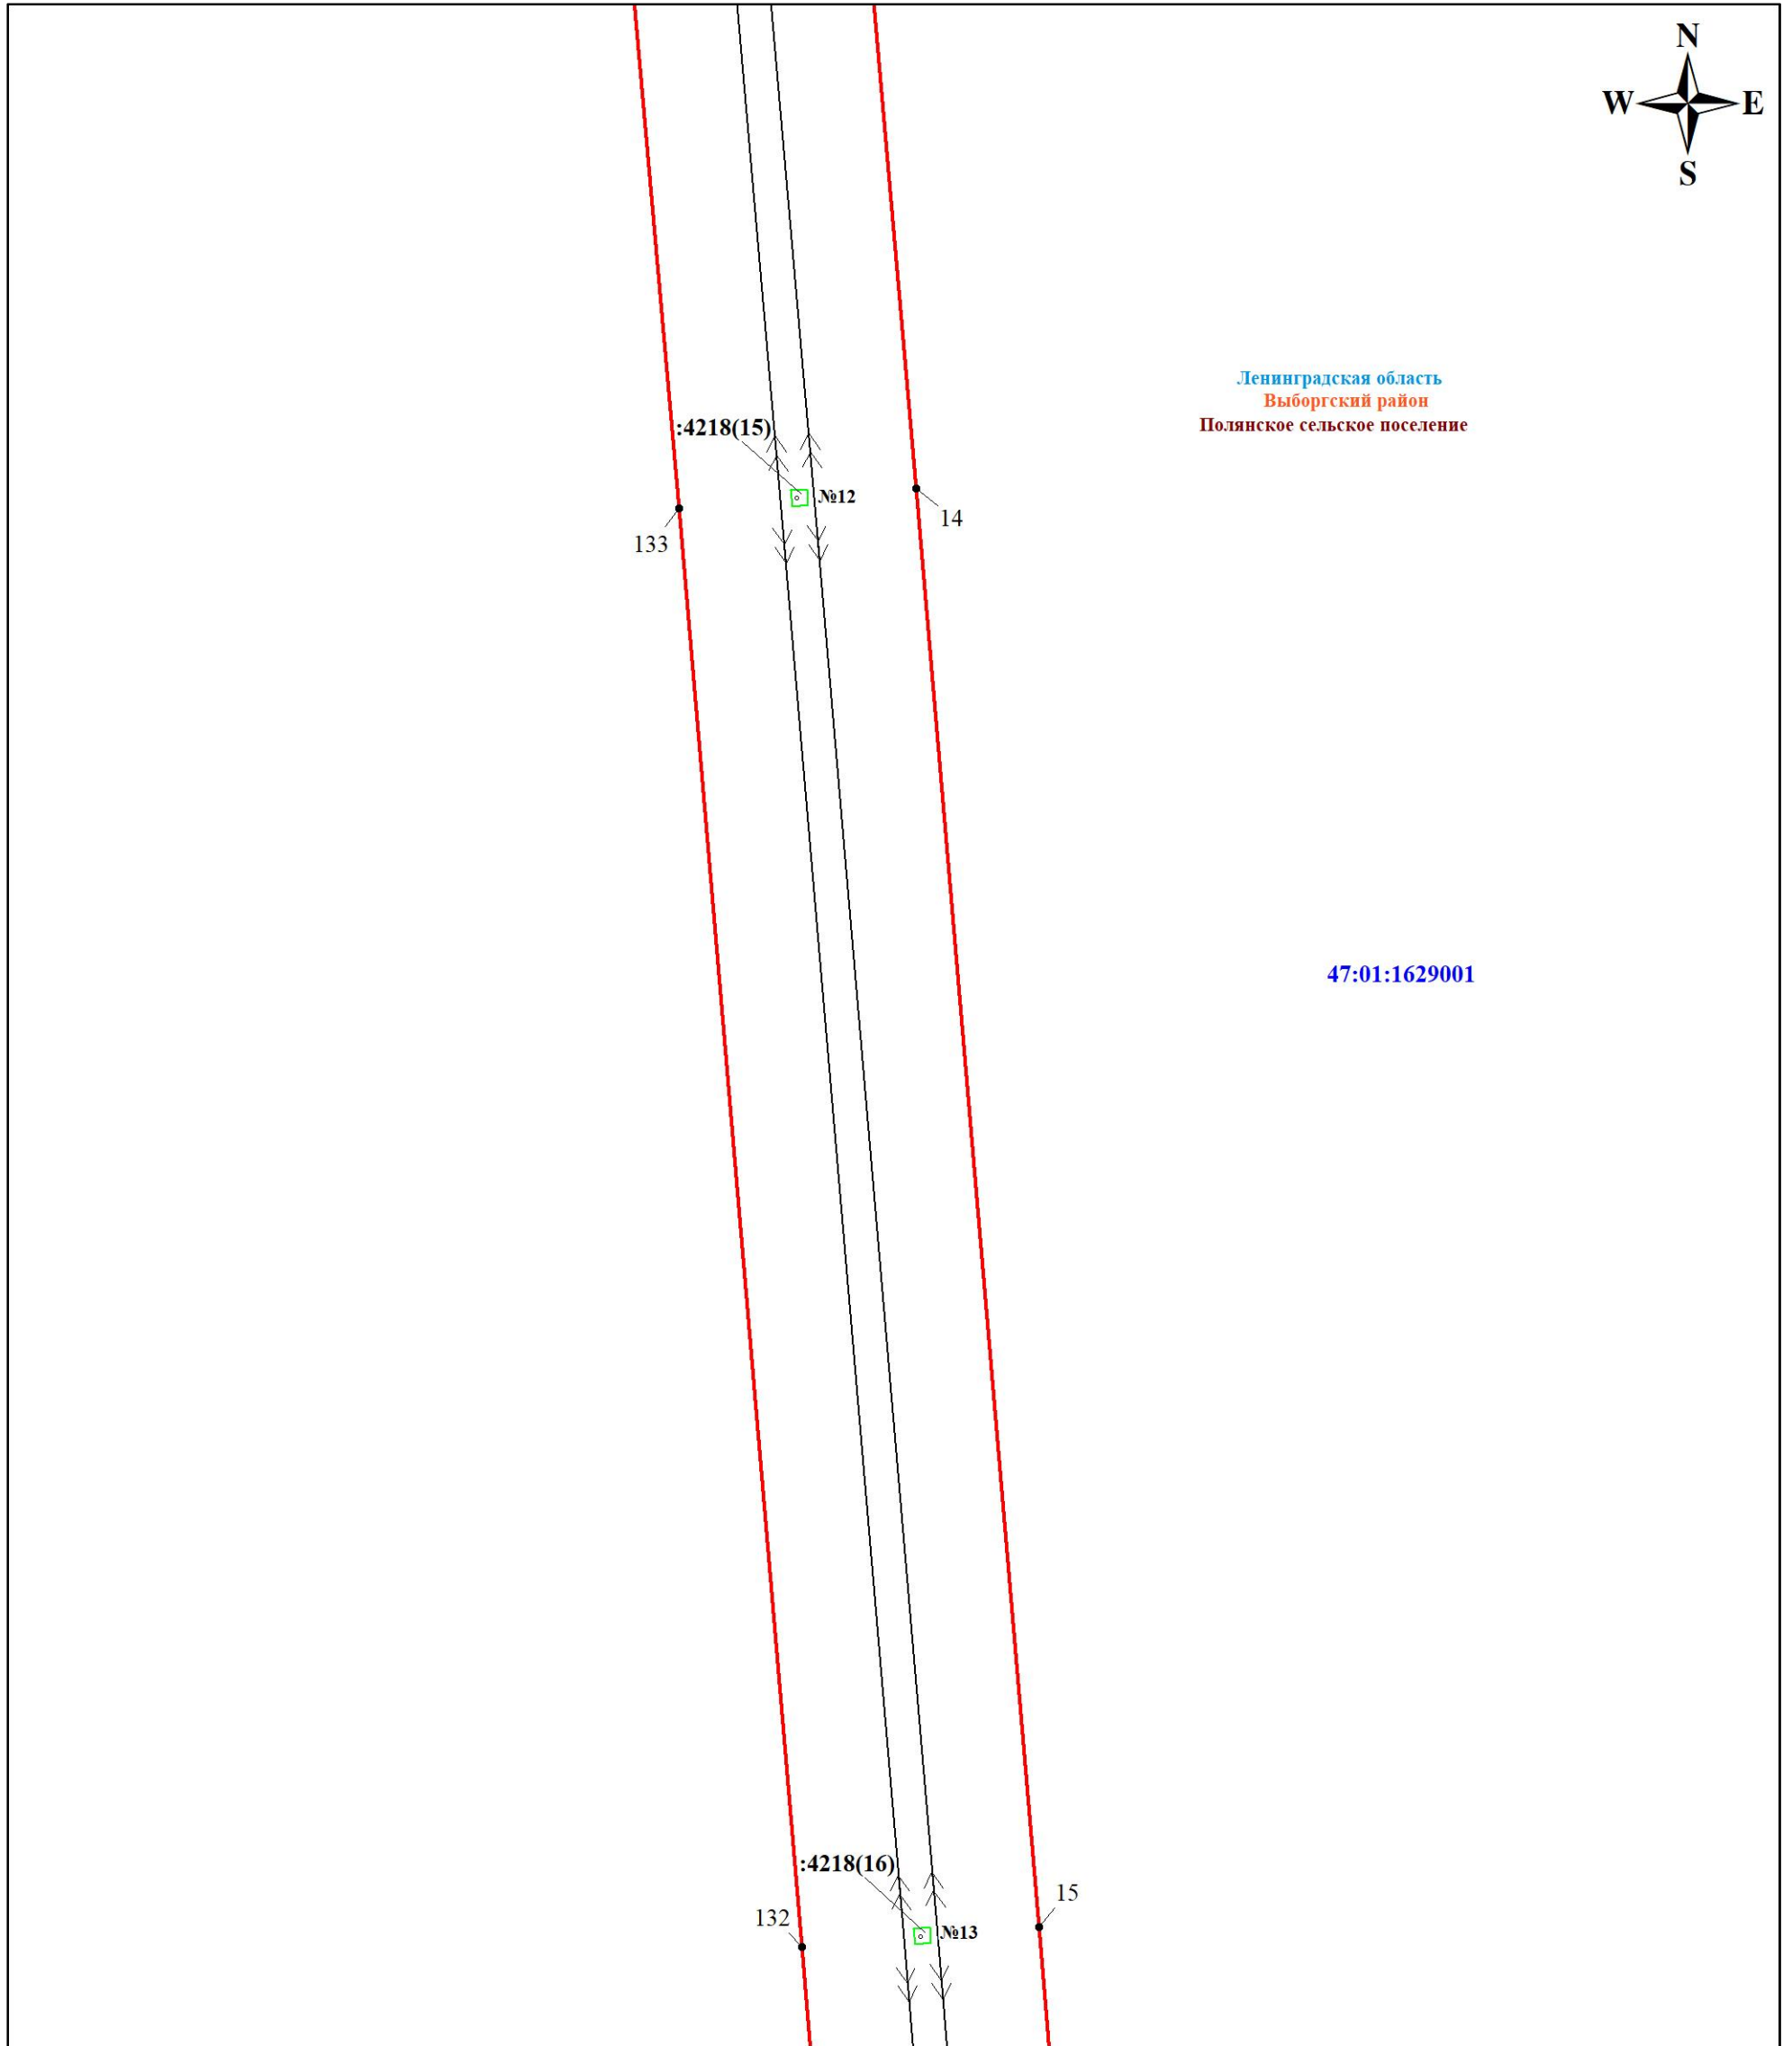 N
W E
S
Ленинградская область
Выборгский район
Полянское сельское поселение
:4218(15)
№12
14
133
47:01:1629001
:4218(16)
15
132
№13